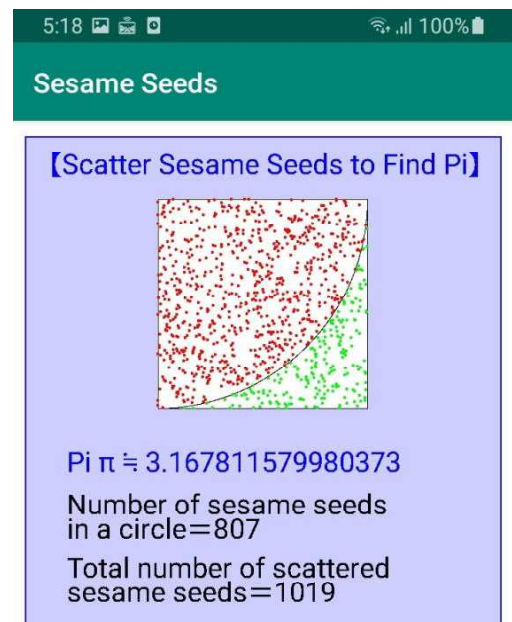 5:18 100%
Sesame Seeds
【Scatter Sesame Seeds to Find Pi】
Pi π ≒ 3.167811579980373
Number of sesame seeds
in a circle＝807
Total number of scattered
sesame seeds＝1019